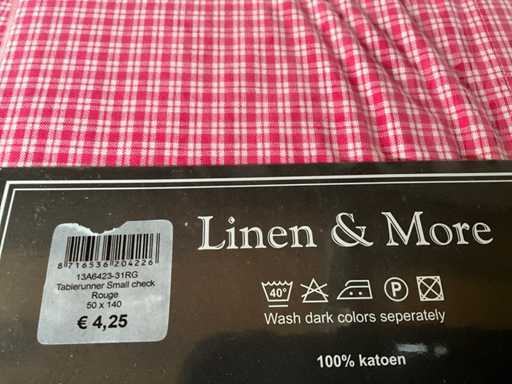 Linen & More
8 716536 204226
13A6423-31RG
Tablerunner Small check
Rouge
50 x 140
€ 4,25
40°
P
Wash dark colors seperately
100% katoen